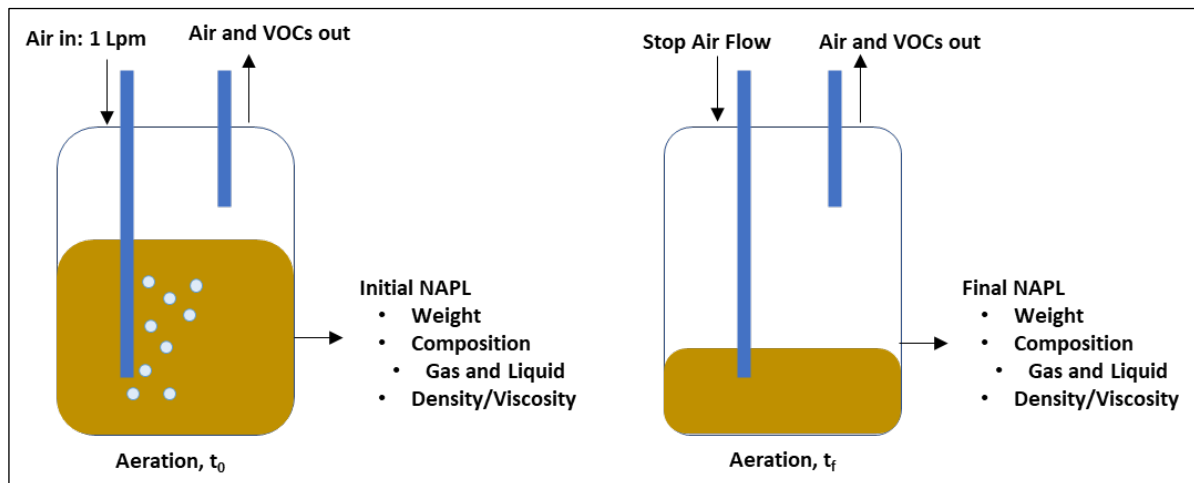 Air in: 1 Lpm
Air and VOCs out
Initial NAPL
• Weight
• Composition
• Gas and Liquid
• Density/Viscosity
Aeration, t₀
Stop Air Flow
Air and VOCs out
Final NAPL
• Weight
• Composition
• Gas and Liquid
• Density/Viscosity
Aeration, t_f